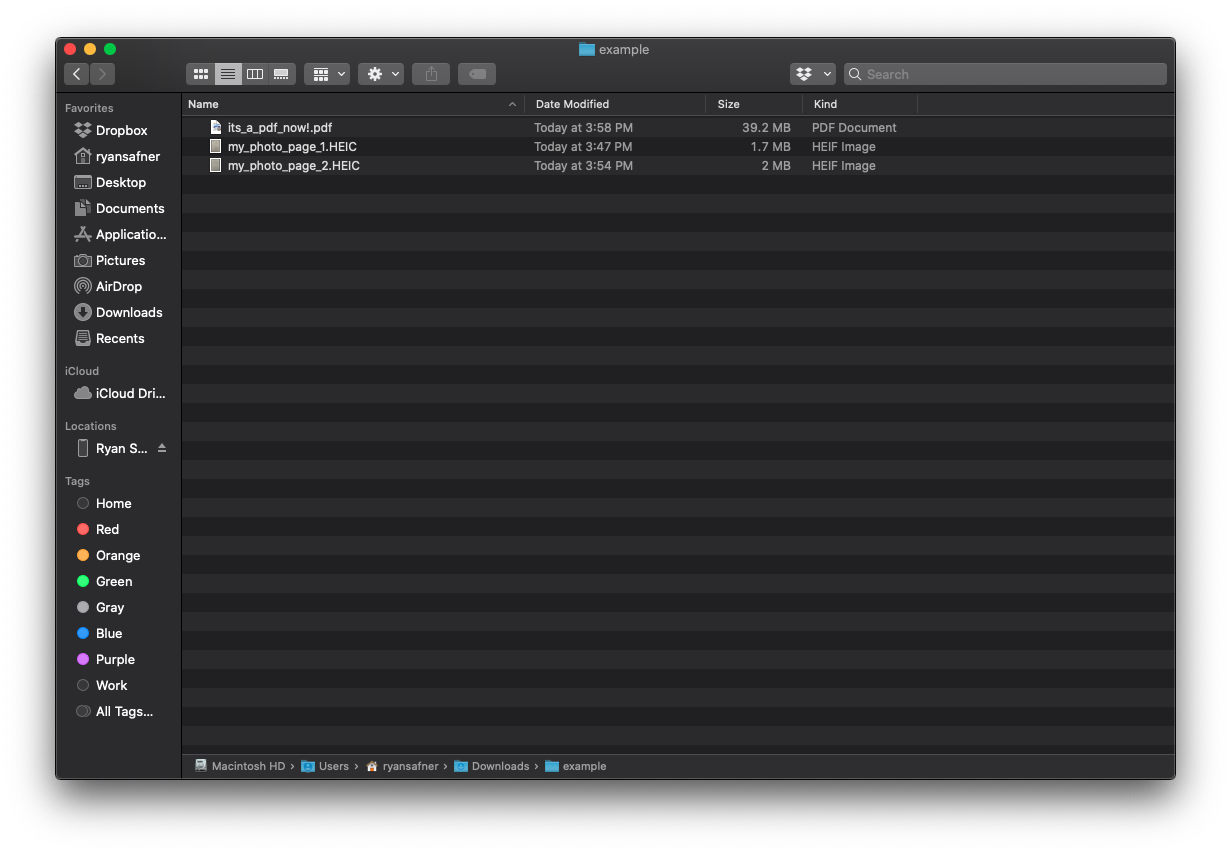 example
Search
Favorites
Dropbox
ryansafner
Desktop
Documents
Applicatio...
Pictures
AirDrop
Downloads
Recents
iCloud
iCloud Dri...
Locations
Ryan S...
Tags
Home
Red
Orange
Green
Gray
Blue
Purple
Work
All Tags...
Name Date Modified Size Kind
its_a_pdf_now!.pdf Today at 3:58 PM 39.2 MB PDF Document
my_photo_page_1.HEIC Today at 3:47 PM 1.7 MB HEIF Image
my_photo_page_2.HEIC Today at 3:54 PM 2 MB HEIF Image
Macintosh HD › Users › ryansafner › Downloads › example